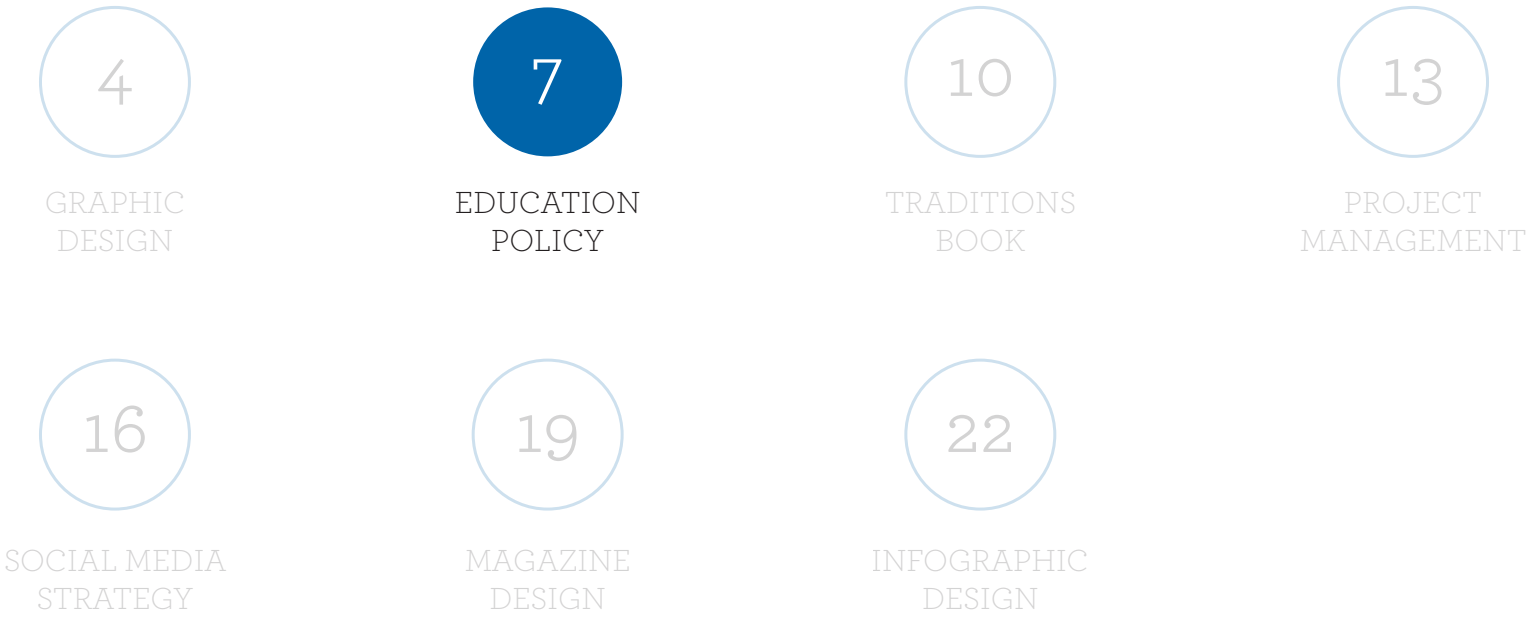 4
GRAPHIC
DESIGN
7
EDUCATION
POLICY
10
TRADITIONS
BOOK
13
PROJECT
MANAGEMENT
16
SOCIAL MEDIA
STRATEGY
19
MAGAZINE
DESIGN
22
INFOGRAPHIC
DESIGN